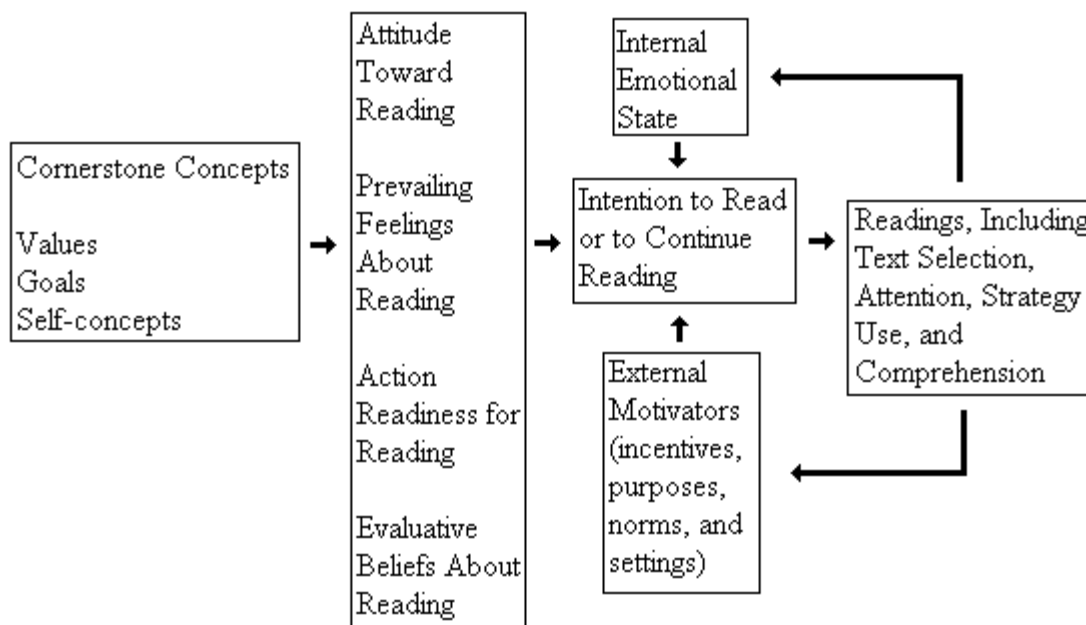 Cornerstone Concepts
Values
Goals
Self-concepts
Attitude
Toward
Reading
Prevailing
Feelings
About
Reading
Action
Readiness for
Reading
Evaluative
Beliefs About
Reading
Internal
Emotional
State
Intention to Read
or to Continue
Reading
External
Motivators
(incentives,
purposes,
norms, and
settings)
Readings, Including
Text Selection,
Attention, Strategy
Use, and
Comprehension